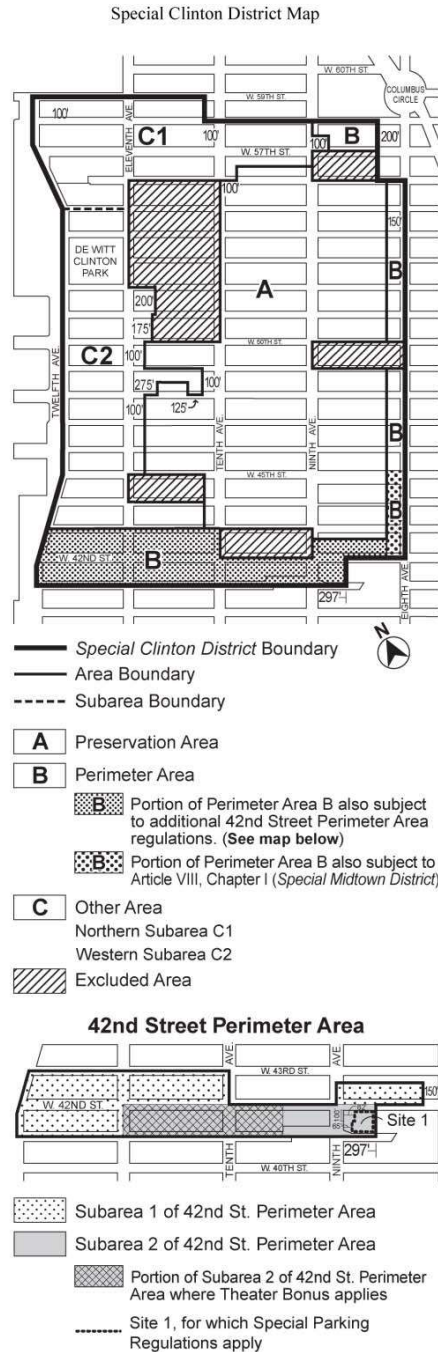 Special Clinton District Map
W. 60TH ST.
COLUMBUS
CIRCLE
W. 59TH ST.
100'
ELEVENTH AVE.
C1
100'
100'
B
200'
W. 57TH ST.
100'
150'
DE WITT
CLINTON
PARK
A
B
200'
175'
W. 50TH ST.
C2
100'
TWELFTH AVE.
275'
100'
100'
125'
TENTH AVE.
NINTH AVE.
B
W. 45TH ST.
B
W. 42ND ST.
B
EIGHTH AVE.
297'
N
Special Clinton District Boundary
Area Boundary
Subarea Boundary
A Preservation Area
B Perimeter Area
B Portion of Perimeter Area B also subject
to additional 42nd Street Perimeter Area
regulations. (See map below)
B Portion of Perimeter Area B also subject to
Article VIII, Chapter I (Special Midtown District)
C Other Area
Northern Subarea C1
Western Subarea C2
Excluded Area
42nd Street Perimeter Area
AVE.
AVE.
W. 43RD ST.
150'
W. 42ND ST.
100'
Site 1
TENTH
NINTH
297'
W. 40TH ST.
Subarea 1 of 42nd St. Perimeter Area
Subarea 2 of 42nd St. Perimeter Area
Portion of Subarea 2 of 42nd St. Perimeter
Area where Theater Bonus applies
Site 1, for which Special Parking
Regulations apply